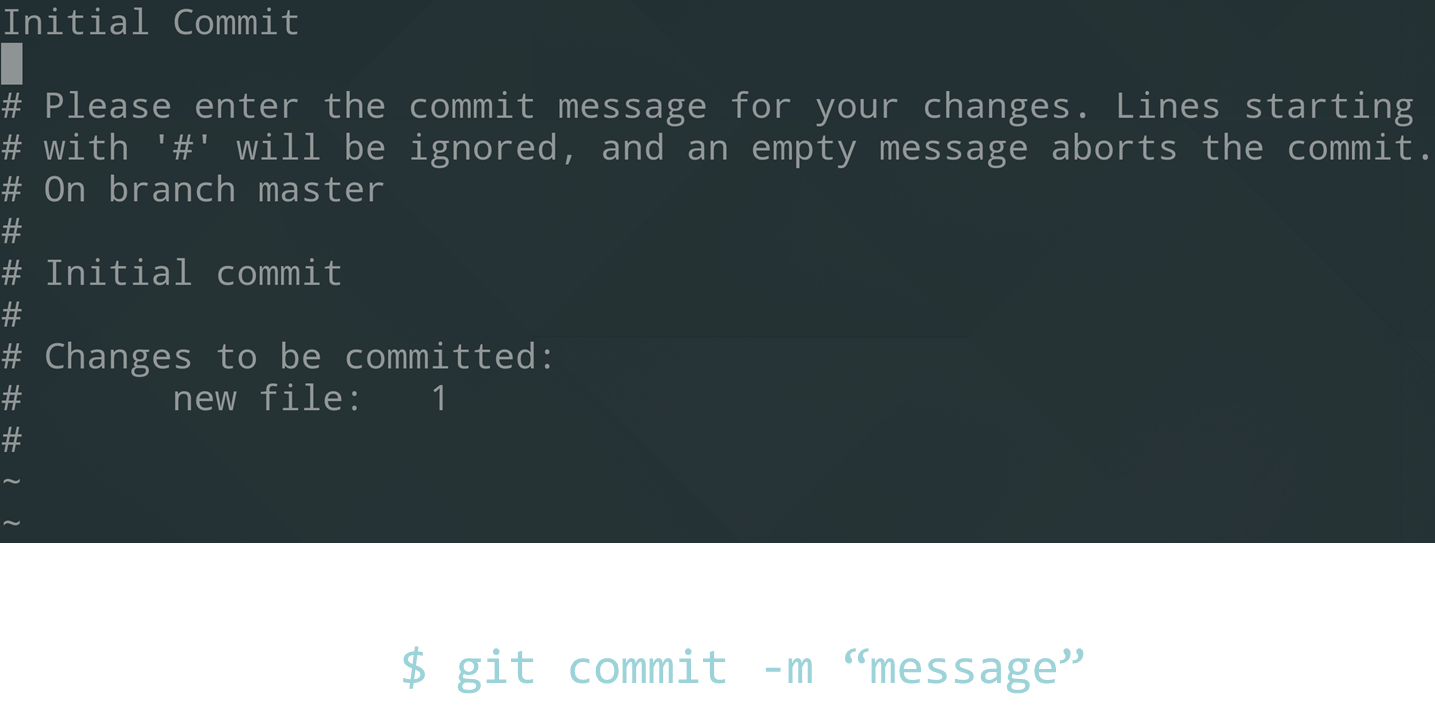 Initial Commit
# Please enter the commit message for your changes. Lines starting
# with '#' will be ignored, and an empty message aborts the commit.
# On branch master
#
# Initial commit
#
# Changes to be committed:
#       new file:   1
#
~
~
$ git commit -m “message”